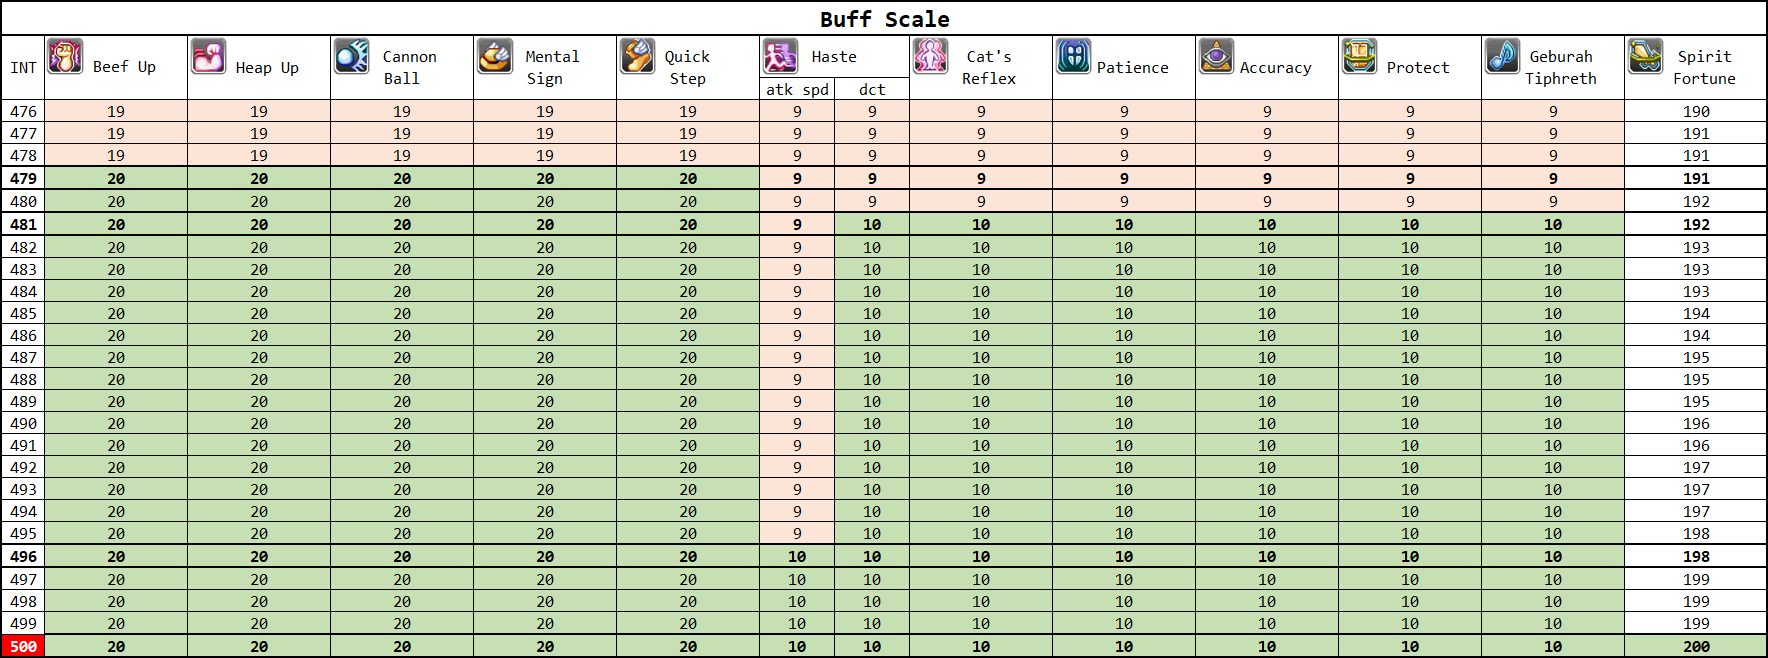 Buff Scale
INT Beef Up Heap Up Cannon Ball Mental Sign Quick Step Haste Cat's Reflex Patience Accuracy Protect Geburah Tiphreth Spirit Fortune
atk spd dct
476 19 19 19 19 19 9 9 9 9 9 9 9 190
477 19 19 19 19 19 9 9 9 9 9 9 9 191
478 19 19 19 19 19 9 9 9 9 9 9 9 191
479 20 20 20 20 20 9 9 9 9 9 9 9 191
480 20 20 20 20 20 9 9 9 9 9 9 9 192
481 20 20 20 20 20 9 10 10 10 10 10 10 192
482 20 20 20 20 20 9 10 10 10 10 10 10 193
483 20 20 20 20 20 9 10 10 10 10 10 10 193
484 20 20 20 20 20 9 10 10 10 10 10 10 193
485 20 20 20 20 20 9 10 10 10 10 10 10 194
486 20 20 20 20 20 9 10 10 10 10 10 10 194
487 20 20 20 20 20 9 10 10 10 10 10 10 195
488 20 20 20 20 20 9 10 10 10 10 10 10 195
489 20 20 20 20 20 9 10 10 10 10 10 10 195
490 20 20 20 20 20 9 10 10 10 10 10 10 196
491 20 20 20 20 20 9 10 10 10 10 10 10 196
492 20 20 20 20 20 9 10 10 10 10 10 10 197
493 20 20 20 20 20 9 10 10 10 10 10 10 197
494 20 20 20 20 20 9 10 10 10 10 10 10 197
495 20 20 20 20 20 9 10 10 10 10 10 10 198
496 20 20 20 20 20 10 10 10 10 10 10 10 198
497 20 20 20 20 20 10 10 10 10 10 10 10 199
498 20 20 20 20 20 10 10 10 10 10 10 10 199
499 20 20 20 20 20 10 10 10 10 10 10 10 199
500 20 20 20 20 20 10 10 10 10 10 10 10 200